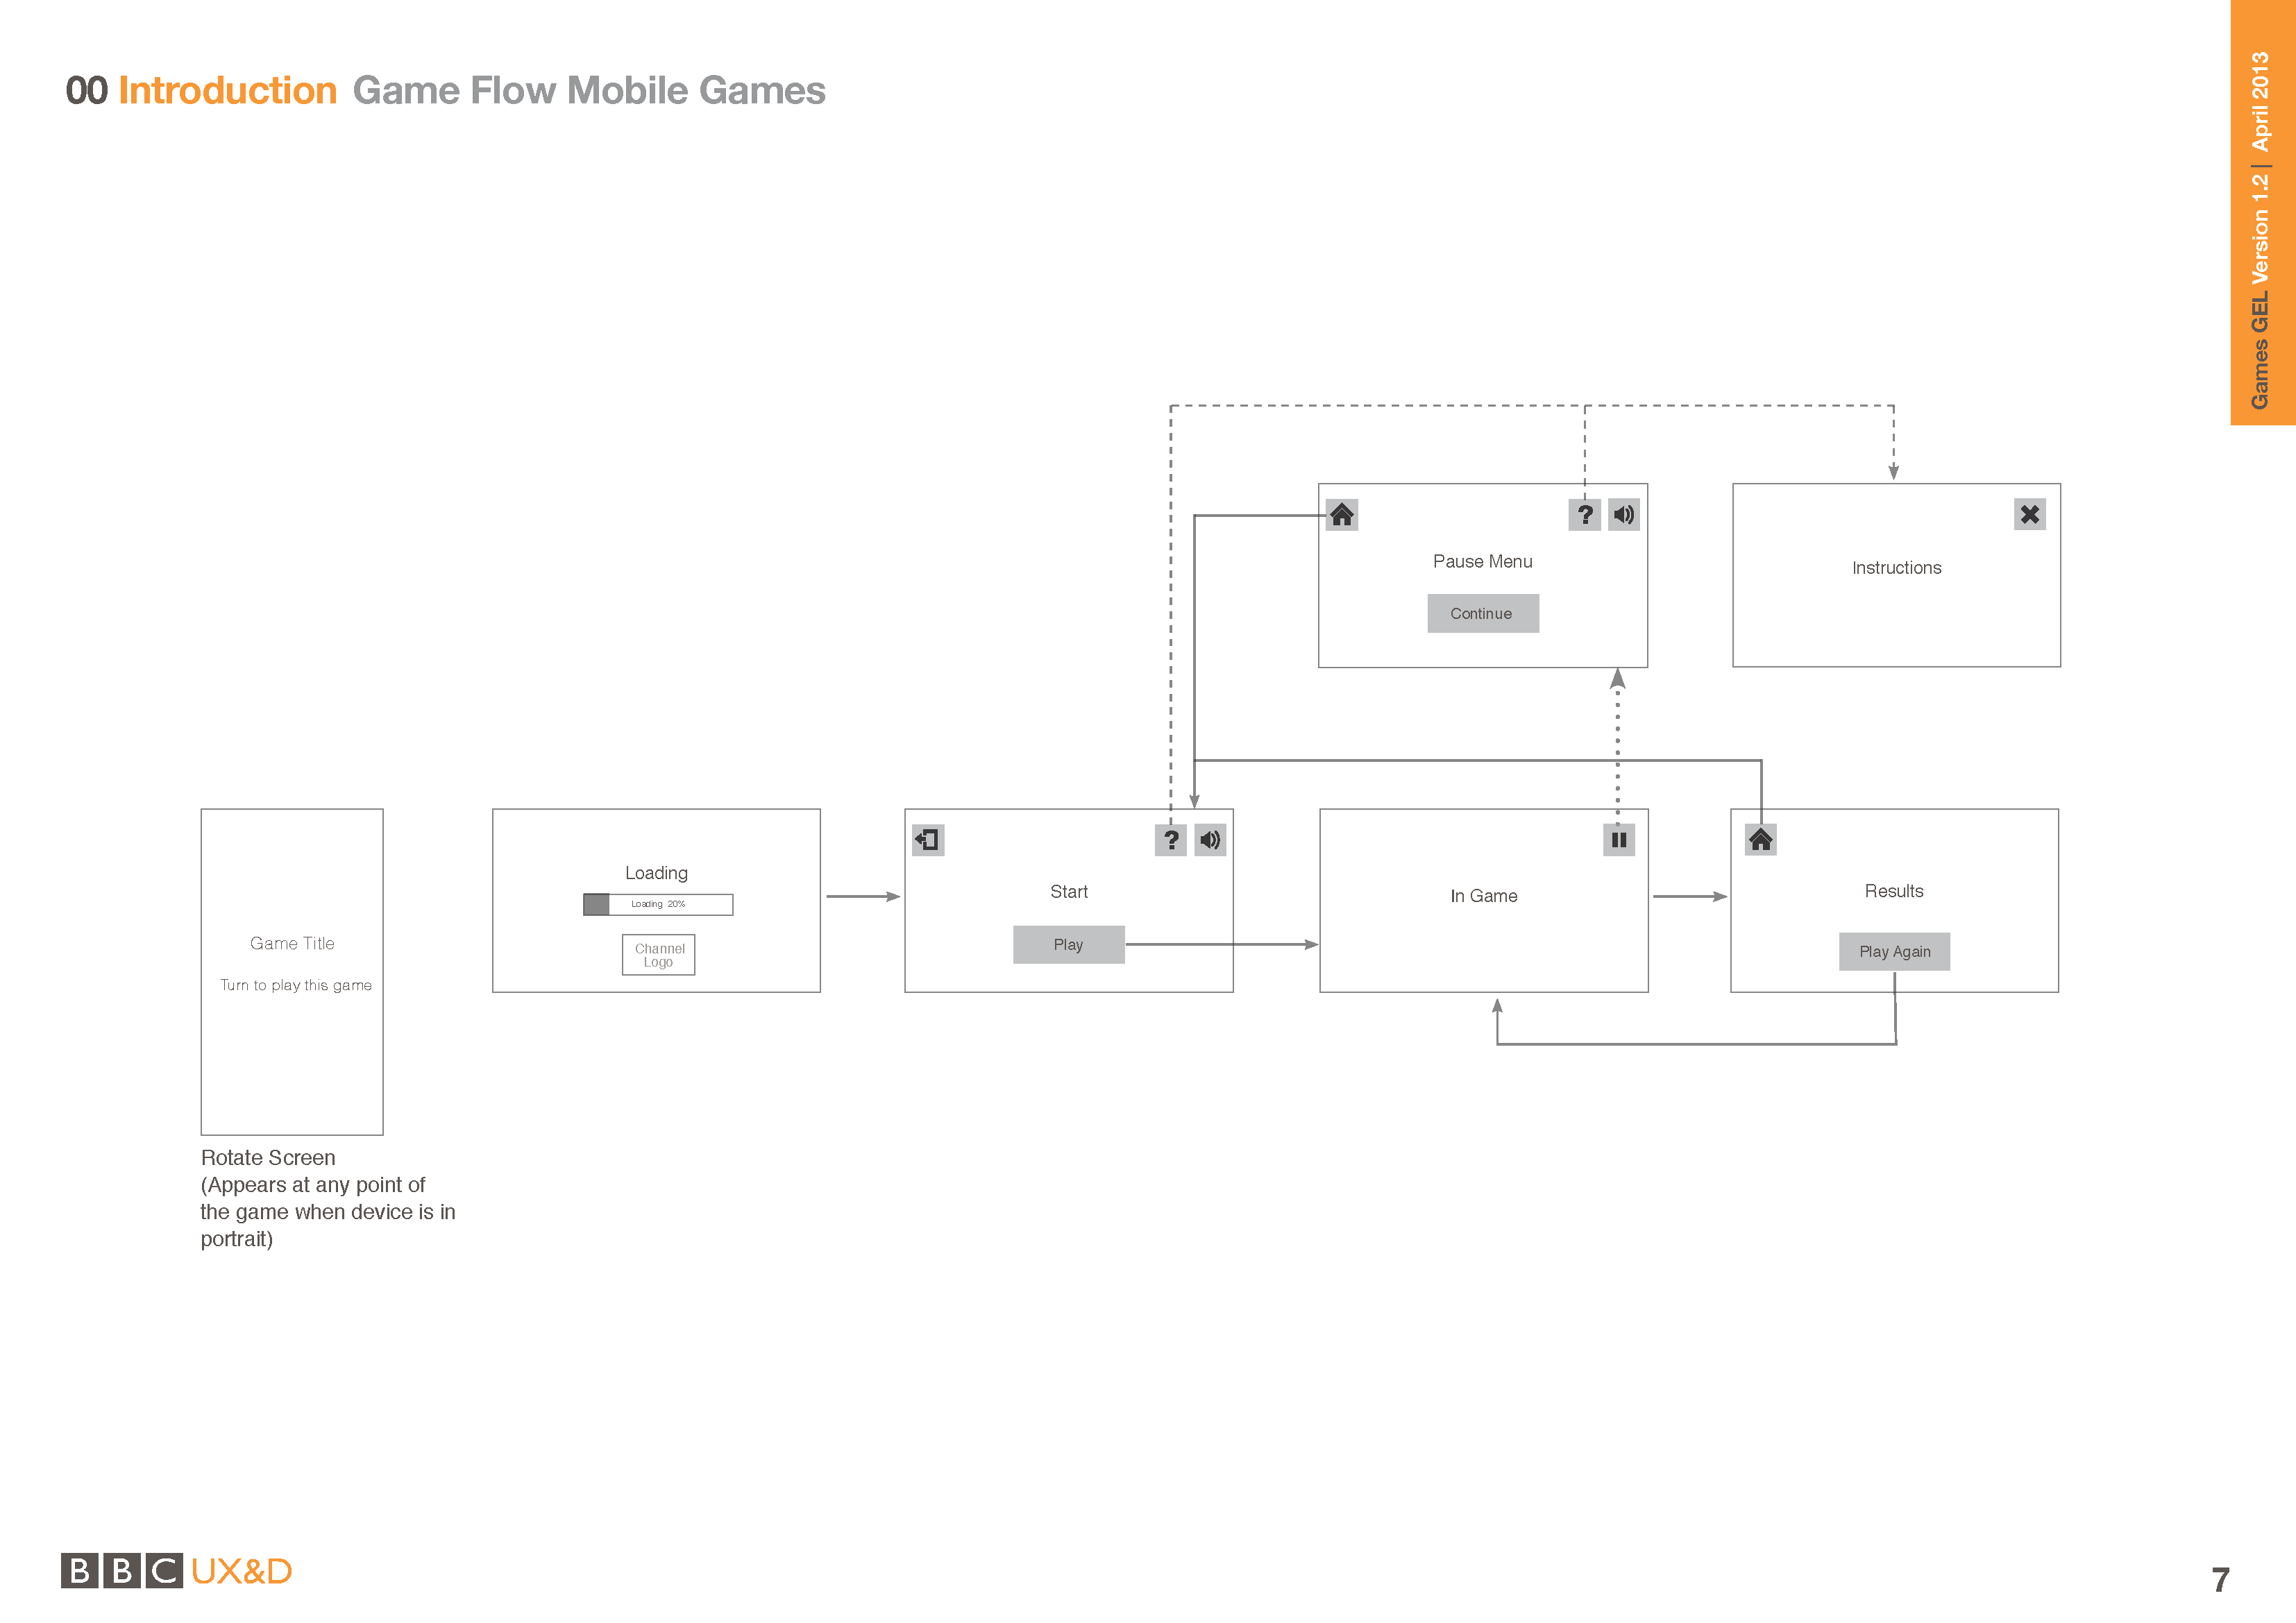 00 Introduction Game Flow Mobile Games
Games GEL Version 1.2 | April 2013
?
Pause Menu
Continue
Instructions
Game Title
Turn to play this game
Loading
Loading 20%
Channel
Logo
?
Start
Play
In Game
Results
Play Again
Rotate Screen
(Appears at any point of
the game when device is in
portrait)
BBC UX&D
7